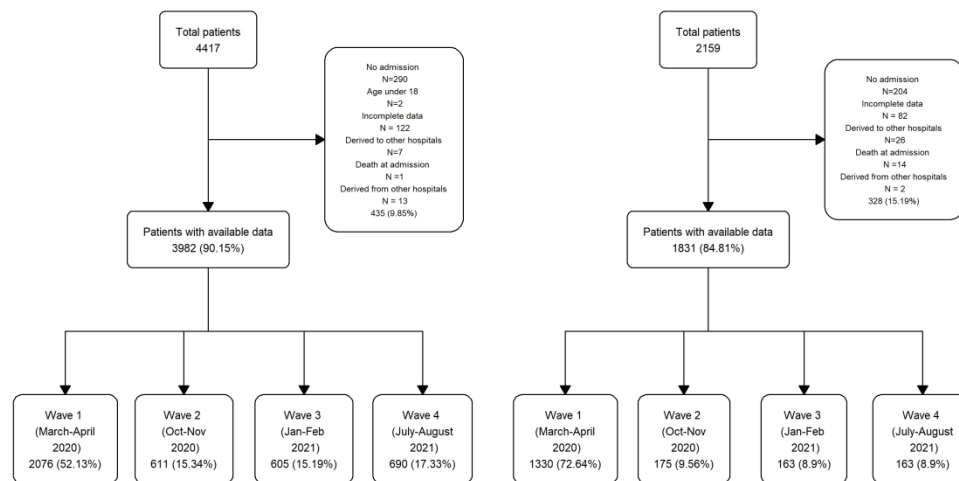 Total patients
4417
No admission
N=290
Age under 18
N=2
Incomplete data
N = 122
Derived to other hospitals
N=7
Death at admission
N =1
Derived from other hospitals
N = 13
435 (9.85%)
Patients with available data
3982 (90.15%)
Wave 1
(March-April
2020)
2076 (52.13%)
Wave 2
(Oct-Nov
2020)
611 (15.34%)
Wave 3
(Jan-Feb
2021)
605 (15.19%)
Wave 4
(July-August
2021)
690 (17.33%)
Total patients
2159
No admission
N=204
Incomplete data
N = 82
Derived to other hospitals
N=26
Death at admission
N =14
Derived from other hospitals
N = 2
328 (15.19%)
Patients with available data
1831 (84.81%)
Wave 1
(March-April
2020)
1330 (72.64%)
Wave 2
(Oct-Nov
2020)
175 (9.56%)
Wave 3
(Jan-Feb
2021)
163 (8.9%)
Wave 4
(July-August
2021)
163 (8.9%)